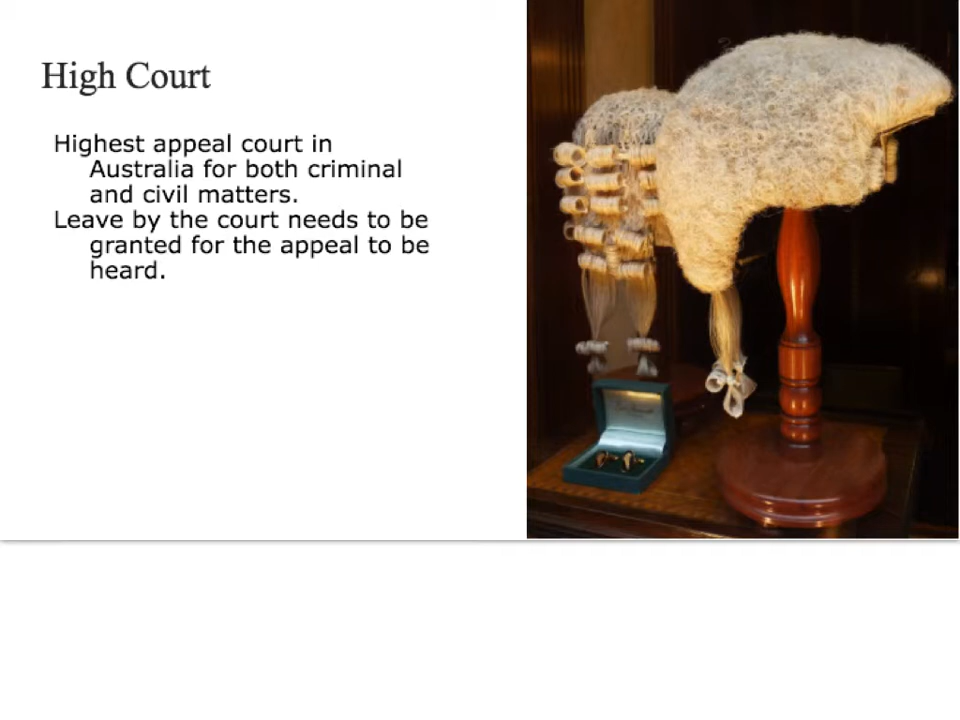 High Court
Highest appeal court in
Australia for both criminal
and civil matters.
Leave by the court needs to be
granted for the appeal to be
heard.